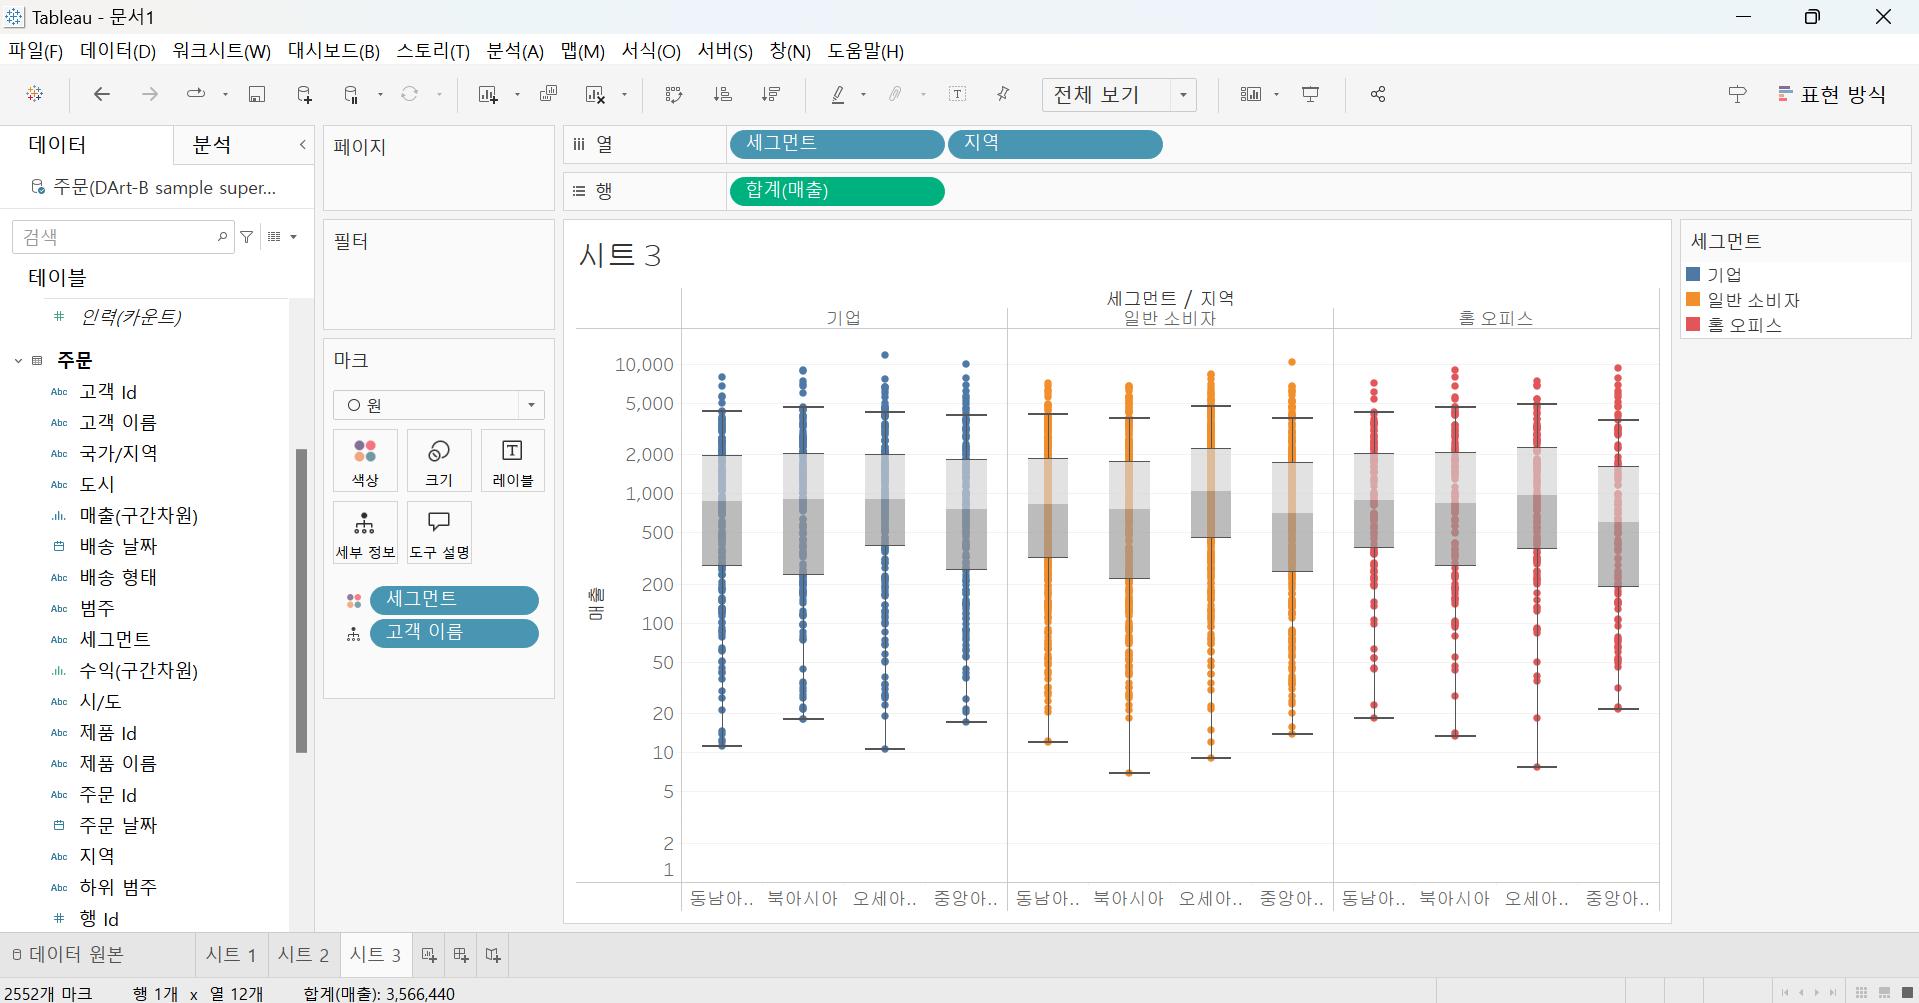 Tableau - 문서1
파일(F) 데이터(D) 워크시트(W) 대시보드(B) 스토리(T) 분석(A) 맵(M) 서식(O) 서버(S) 창(N) 도움말(H)
전체 보기
표현 방식
데이터
분석
주문(DArt-B sample super...
검색
테이블
# 인력(카운트)
주문
Abc 고객 Id
Abc 고객 이름
Abc 국가/지역
Abc 도시
매출(구간차원)
배송 날짜
Abc 배송 형태
Abc 범주
Abc 세그먼트
수익(구간차원)
Abc 시/도
Abc 제품 Id
Abc 제품 이름
Abc 주문 Id
주문 날짜
Abc 지역
Abc 하위 범주
# 행 Id
페이지
필터
마크
원
색상 크기 레이블
세부 정보 도구 설명
세그먼트
고객 이름
열 세그먼트 지역
행 합계(매출)
시트 3
세그먼트 / 지역
기업 일반 소비자 홈 오피스
매출
10,000
5,000
2,000
1,000
500
200
100
50
20
10
5
2
1
동남아.. 북아시아 오세아.. 중앙아.. 동남아.. 북아시아 오세아.. 중앙아.. 동남아.. 북아시아 오세아.. 중앙아..
세그먼트
기업
일반 소비자
홈 오피스
데이터 원본 시트 1 시트 2 시트 3
2552개 마크 행 1개 x 열 12개 합계(매출): 3,566,440